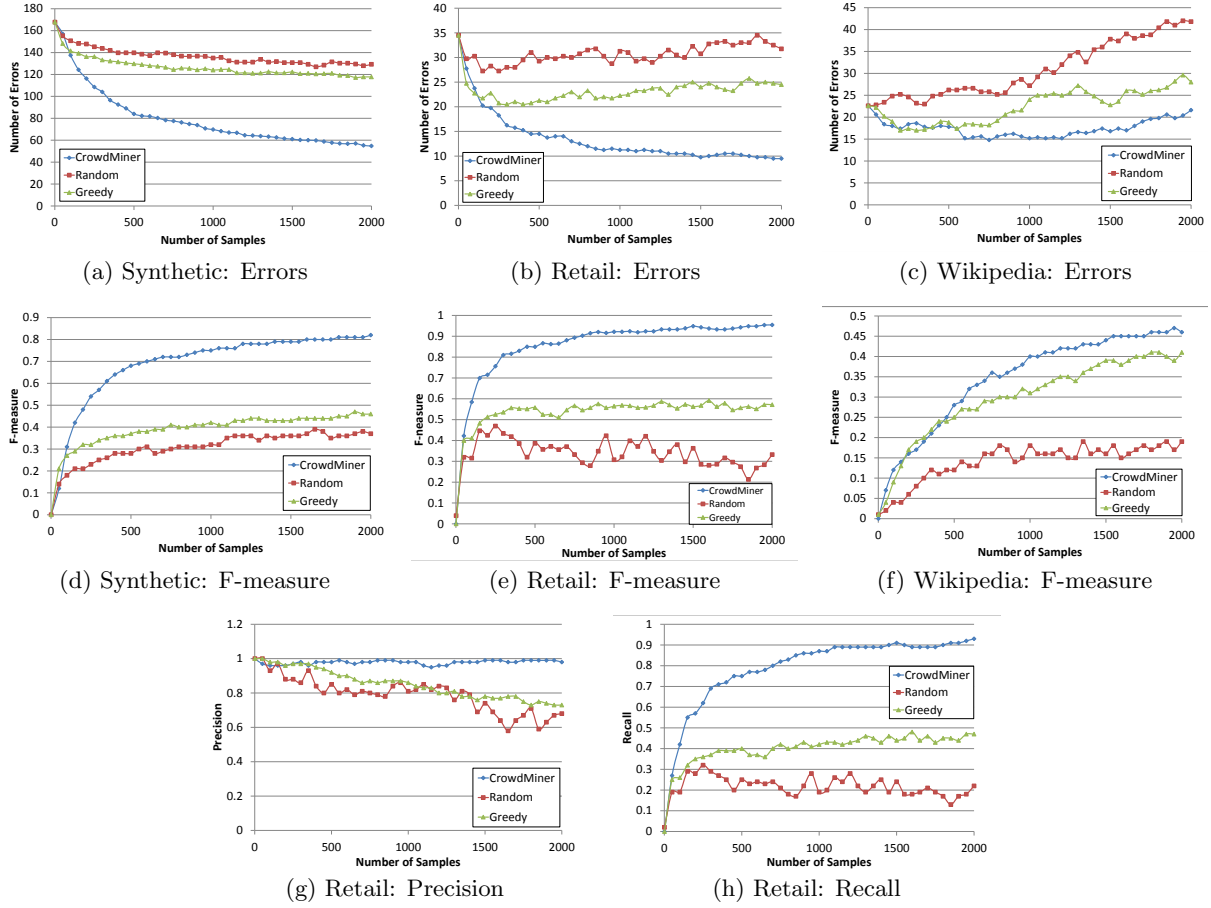 180
160
140
120
100
80
60
40
20
0
Number of Errors
CrowdMiner
Random
Greedy
0 500 1000 1500 2000
Number of Samples
(a) Synthetic: Errors
40
35
30
25
20
15
10
5
0
Number of Errors
CrowdMiner
Random
Greedy
0 500 1000 1500 2000
Number of Samples
(b) Retail: Errors
45
40
35
30
25
20
15
10
5
0
Number of Errors
CrowdMiner
Random
Greedy
0 500 1000 1500 2000
Number of Samples
(c) Wikipedia: Errors
0.9
0.8
0.7
0.6
0.5
0.4
0.3
0.2
0.1
0
F-measure
CrowdMiner
Random
Greedy
0 500 1000 1500 2000
Number of Samples
(d) Synthetic: F-measure
1
0.9
0.8
0.7
0.6
0.5
0.4
0.3
0.2
0.1
0
F-neasure
CrowdMiner
Random
Greedy
0 500 1000 1500 2000
Number of Samples
(e) Retail: F-measure
0.5
0.45
0.4
0.35
0.3
0.25
0.2
0.15
0.1
0.05
0
F-measure
CrowdMiner
Random
Greedy
0 500 1000 1500 2000
Number of Samples
(f) Wikipedia: F-measure
1.2
1
0.8
0.6
0.4
0.2
0
Precision
CrowdMiner
Random
Greedy
0 500 1000 1500 2000
Number of Samples
(g) Retail: Precision
1
0.9
0.8
0.7
0.6
0.5
0.4
0.3
0.2
0.1
0
Recall
CrowdMiner
Random
Greedy
0 500 1000 1500 2000
Number of Samples
(h) Retail: Recall